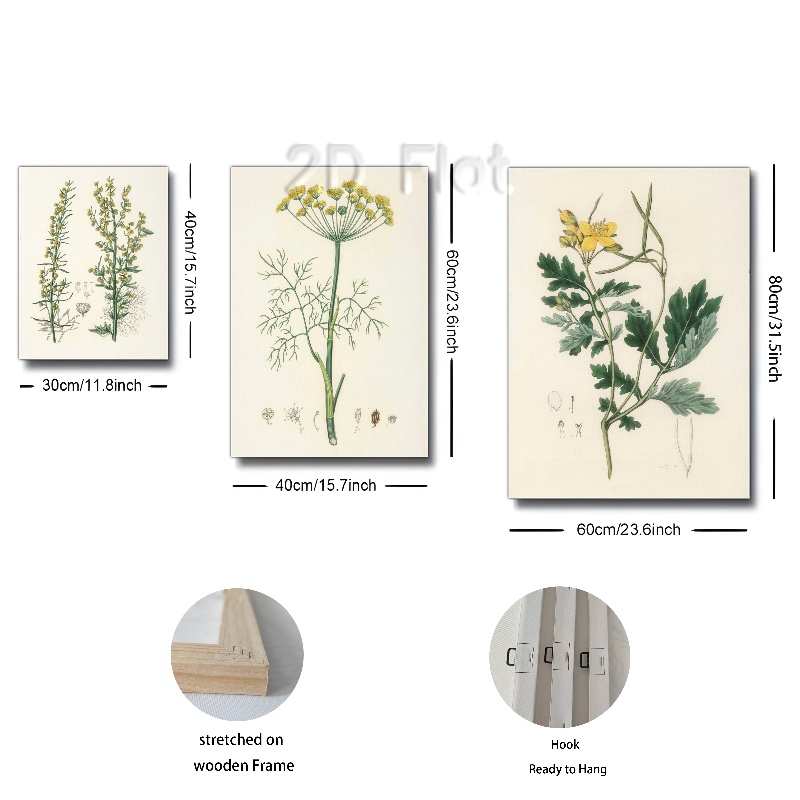 2D Flat
40cm/15.7inch
60cm/23.6inch
80cm/31.5inch
30cm/11.8inch
40cm/15.7inch
60cm/23.6inch
stretched on
wooden Frame
Hook
Ready to Hang